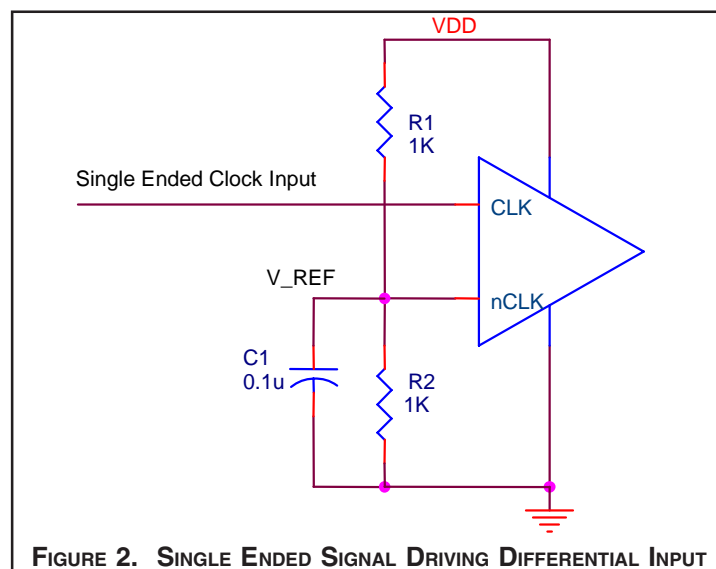 VDD
R1
1K
Single Ended Clock Input
CLK
V_REF
nCLK
C1
0.1u
R2
1K
FIGURE 2. SINGLE ENDED SIGNAL DRIVING DIFFERENTIAL INPUT